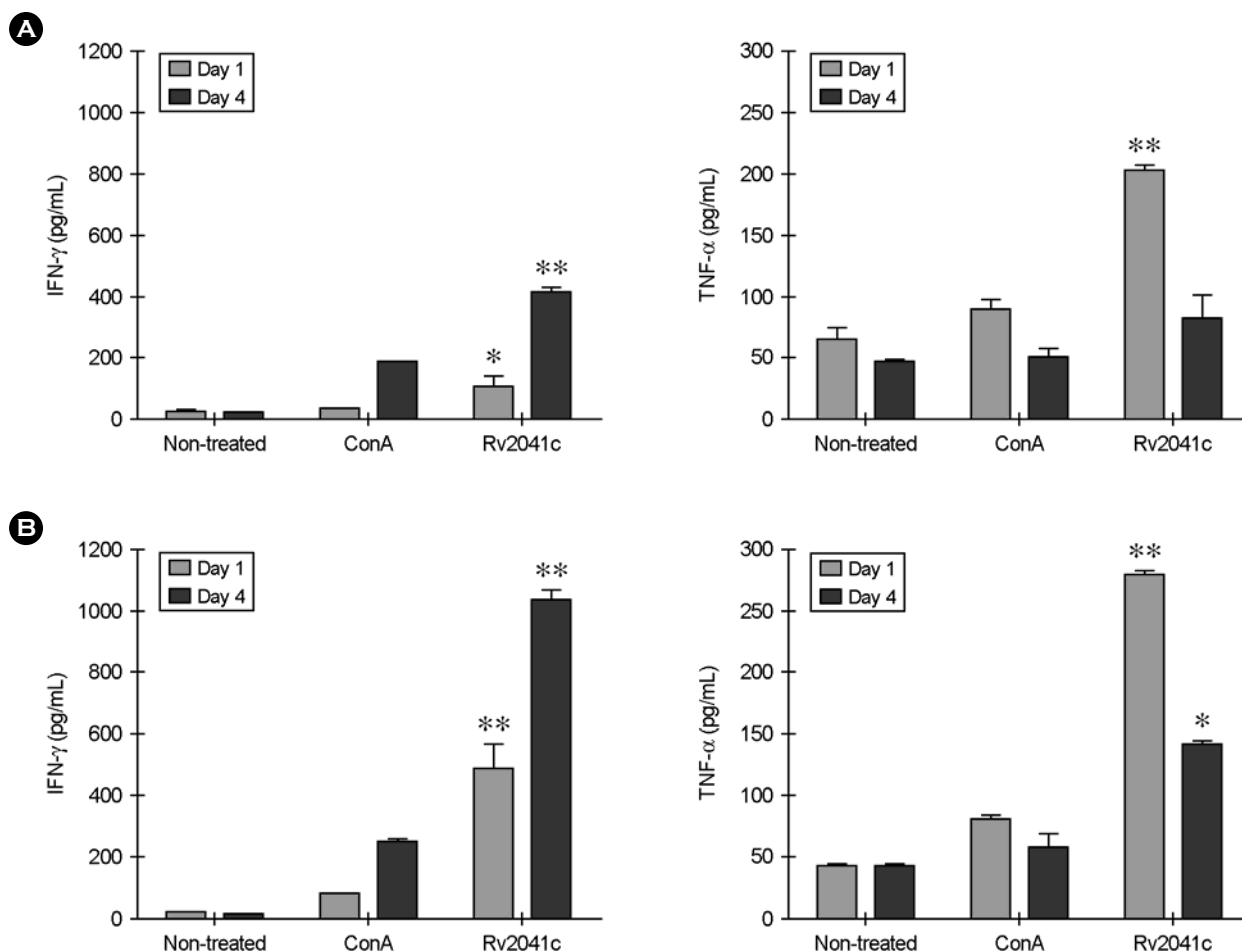 A
1200
1000
800
600
400
200
0
IFN-γ (pg/mL)
Day 1
Day 4
*
**
Non-treated ConA Rv2041c
300
250
200
150
100
50
0
TNF-α (pg/mL)
Day 1
Day 4
**
Non-treated ConA Rv2041c
B
1200
1000
800
600
400
200
0
IFN-γ (pg/mL)
Day 1
Day 4
**
**
Non-treated ConA Rv2041c
300
250
200
150
100
50
0
TNF-α (pg/mL)
Day 1
Day 4
**
*
Non-treated ConA Rv2041c